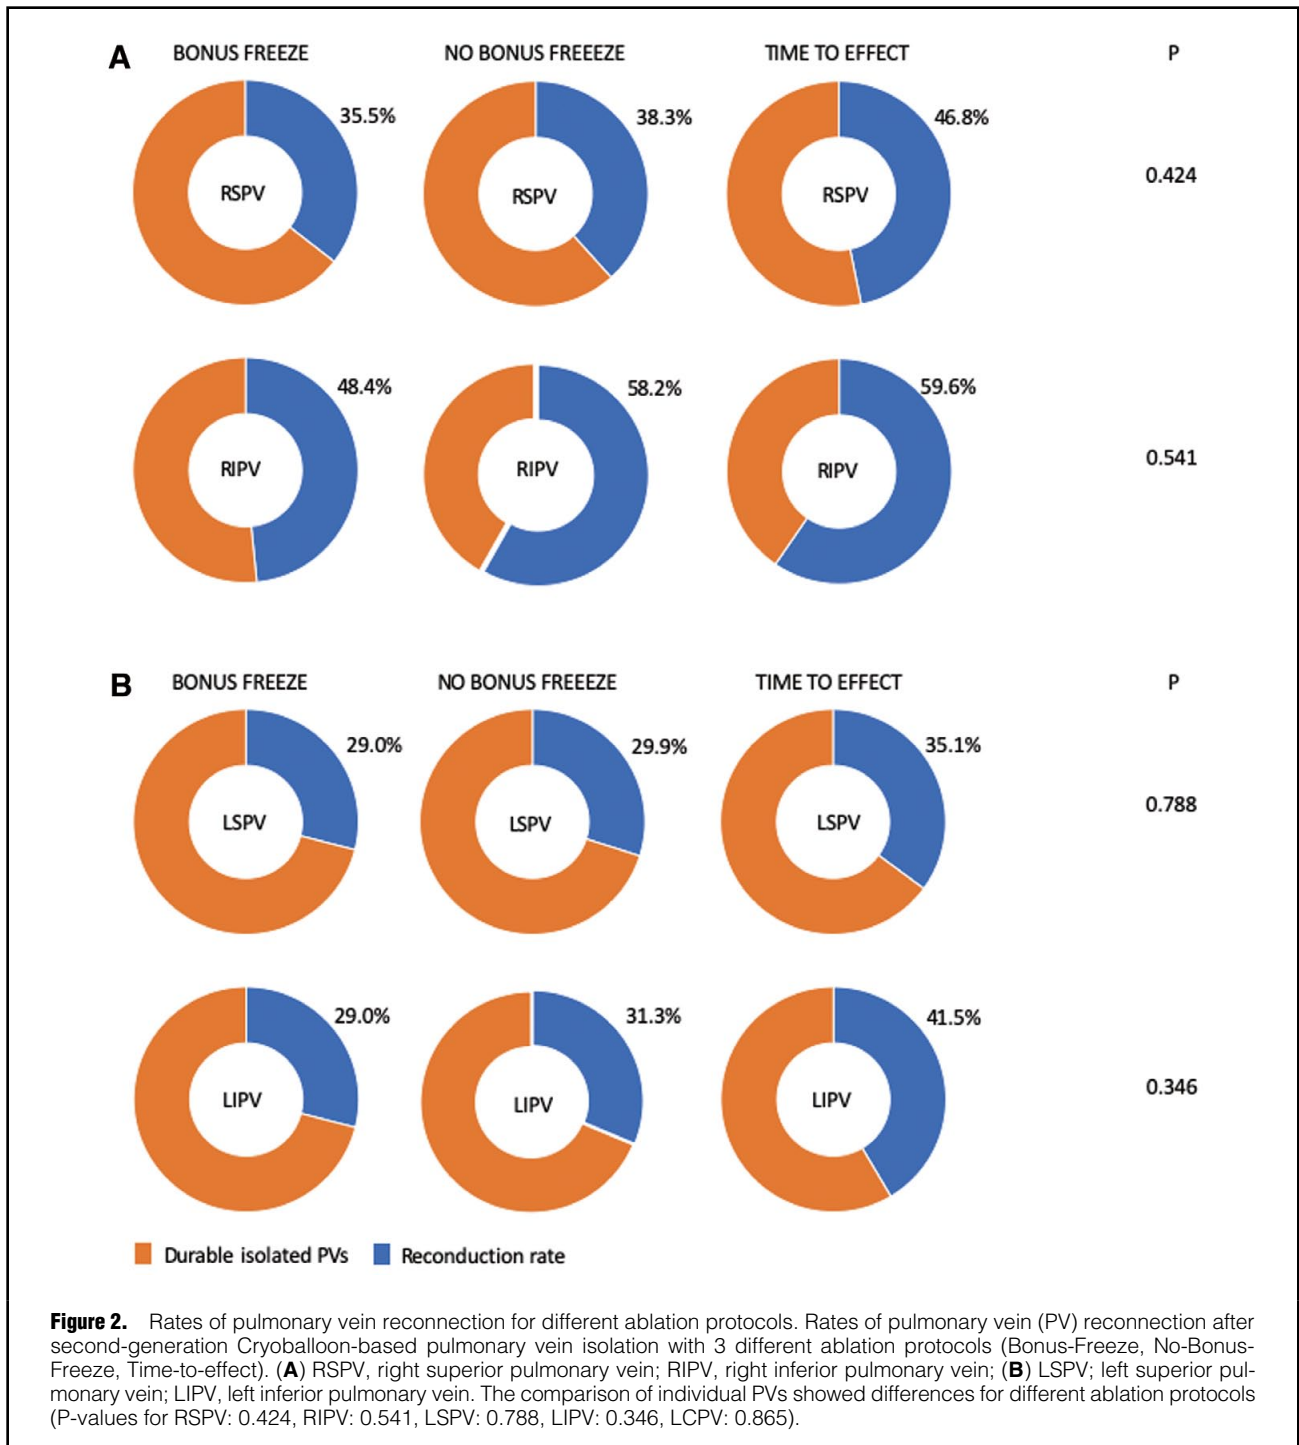 A BONUS FREEZE NO BONUS FREEEZE TIME TO EFFECT P
35.5% 38.3% 46.8%
RSPV RSPV RSPV 0.424
48.4% 58.2% 59.6%
RIPV RIPV RIPV 0.541
B BONUS FREEZE NO BONUS FREEEZE TIME TO EFFECT P
29.0% 29.9% 35.1%
LSPV LSPV LSPV 0.788
29.0% 31.3% 41.5%
LIPV LIPV LIPV 0.346
Durable isolated PVs Reconduction rate
Figure 2. Rates of pulmonary vein reconnection for different ablation protocols. Rates of pulmonary vein (PV) reconnection after
second-generation Cryoballoon-based pulmonary vein isolation with 3 different ablation protocols (Bonus-Freeze, No-Bonus-
Freeze, Time-to-effect). (A) RSPV, right superior pulmonary vein; RIPV, right inferior pulmonary vein; (B) LSPV; left superior pul-
monary vein; LIPV, left inferior pulmonary vein. The comparison of individual PVs showed differences for different ablation protocols
(P-values for RSPV: 0.424, RIPV: 0.541, LSPV: 0.788, LIPV: 0.346, LCPV: 0.865).